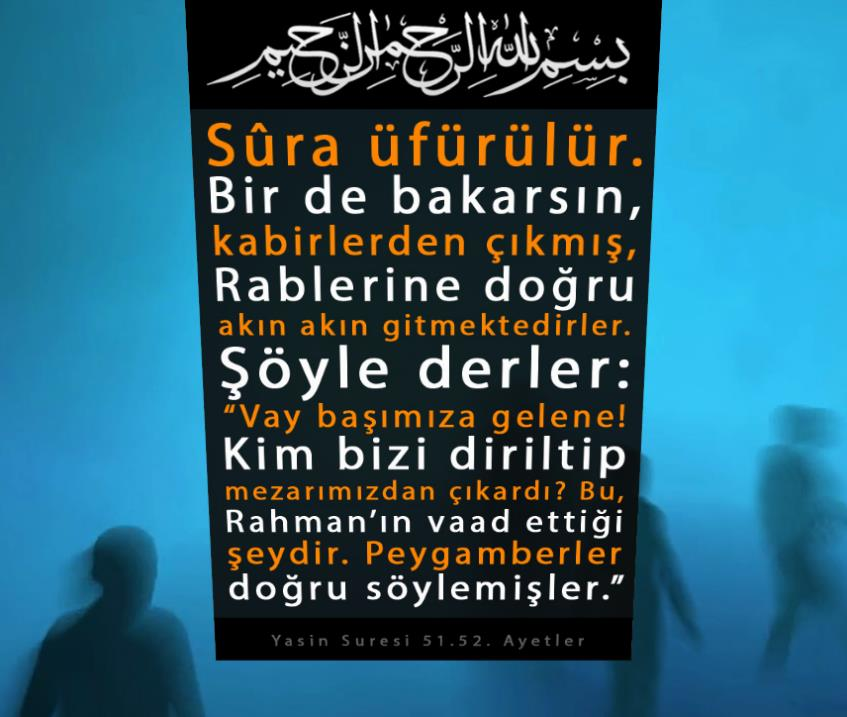 بسم الله الرحمن الرحيم
Sûra üfürülür.
Bir de bakarsın,
kabirlerden çıkmış,
Rablerine doğru
akın akın gitmektedirler.
Şöyle derler:
“Vay başımıza gelene!
Kim bizi diriltip
mezarımızdan çıkardı? Bu,
Rahman’ın vaad ettiği
şeydir. Peygamberler
doğru söylemişler.”
Yasin Suresi 51.52. Ayetler